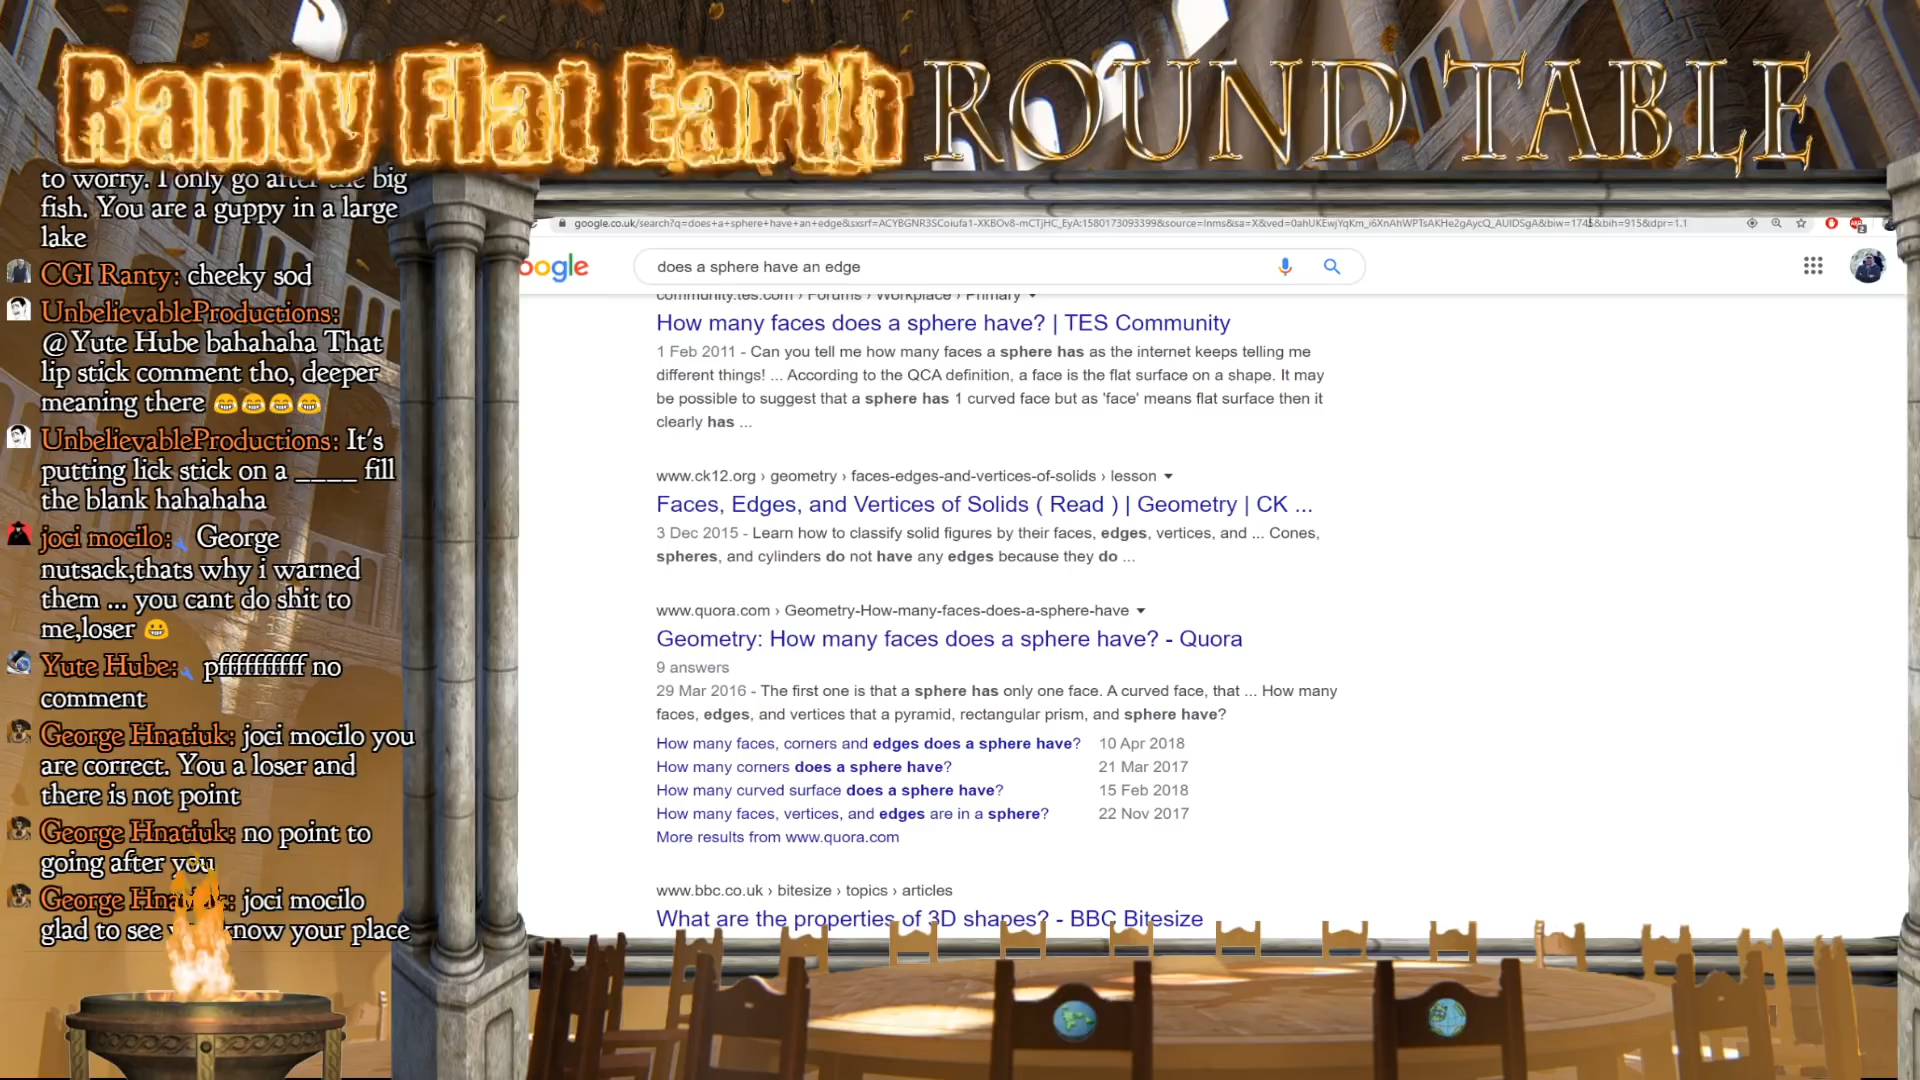 Ranty Flat Earth ROUND TABLE
to worry. I only go after the big
fish. You are a guppy in a large
lake
CGI Ranty: cheeky sod
UnbelievableProductions:
@Yute Hube bahahaha That
lip stick comment tho, deeper
meaning there 😂😂😂😂
UnbelievableProductions: It's
putting lick stick on a ____ fill
the blank hahahaha
joci mocilo: George
nutsack,thats why i warned
them ... you cant do shit to
me,loser 😀
Yute Hube: pffffffffff no
comment
George Hnatiuk: joci mocilo you
are correct. You a loser and
there is not point
George Hnatiuk: no point to
going after you
George Hnatiuk: joci mocilo
glad to see you know your place
oogle
does a sphere have an edge
community.tes.com › Forums › Workplace › Primary
How many faces does a sphere have? | TES Community
1 Feb 2011 - Can you tell me how many faces a sphere has as the internet keeps telling me
different things! ... According to the QCA definition, a face is the flat surface on a shape. It may
be possible to suggest that a sphere has 1 curved face but as 'face' means flat surface then it
clearly has ...
www.ck12.org › geometry › faces-edges-and-vertices-of-solids › lesson
Faces, Edges, and Vertices of Solids ( Read ) | Geometry | CK ...
3 Dec 2015 - Learn how to classify solid figures by their faces, edges, vertices, and ... Cones,
spheres, and cylinders do not have any edges because they do ...
www.quora.com › Geometry-How-many-faces-does-a-sphere-have
Geometry: How many faces does a sphere have? - Quora
9 answers
29 Mar 2016 - The first one is that a sphere has only one face. A curved face, that ... How many
faces, edges, and vertices that a pyramid, rectangular prism, and sphere have?
How many faces, corners and edges does a sphere have? 10 Apr 2018
How many corners does a sphere have? 21 Mar 2017
How many curved surface does a sphere have? 15 Feb 2018
How many faces, vertices, and edges are in a sphere? 22 Nov 2017
More results from www.quora.com
www.bbc.co.uk › bitesize › topics › articles
What are the properties of 3D shapes? - BBC Bitesize